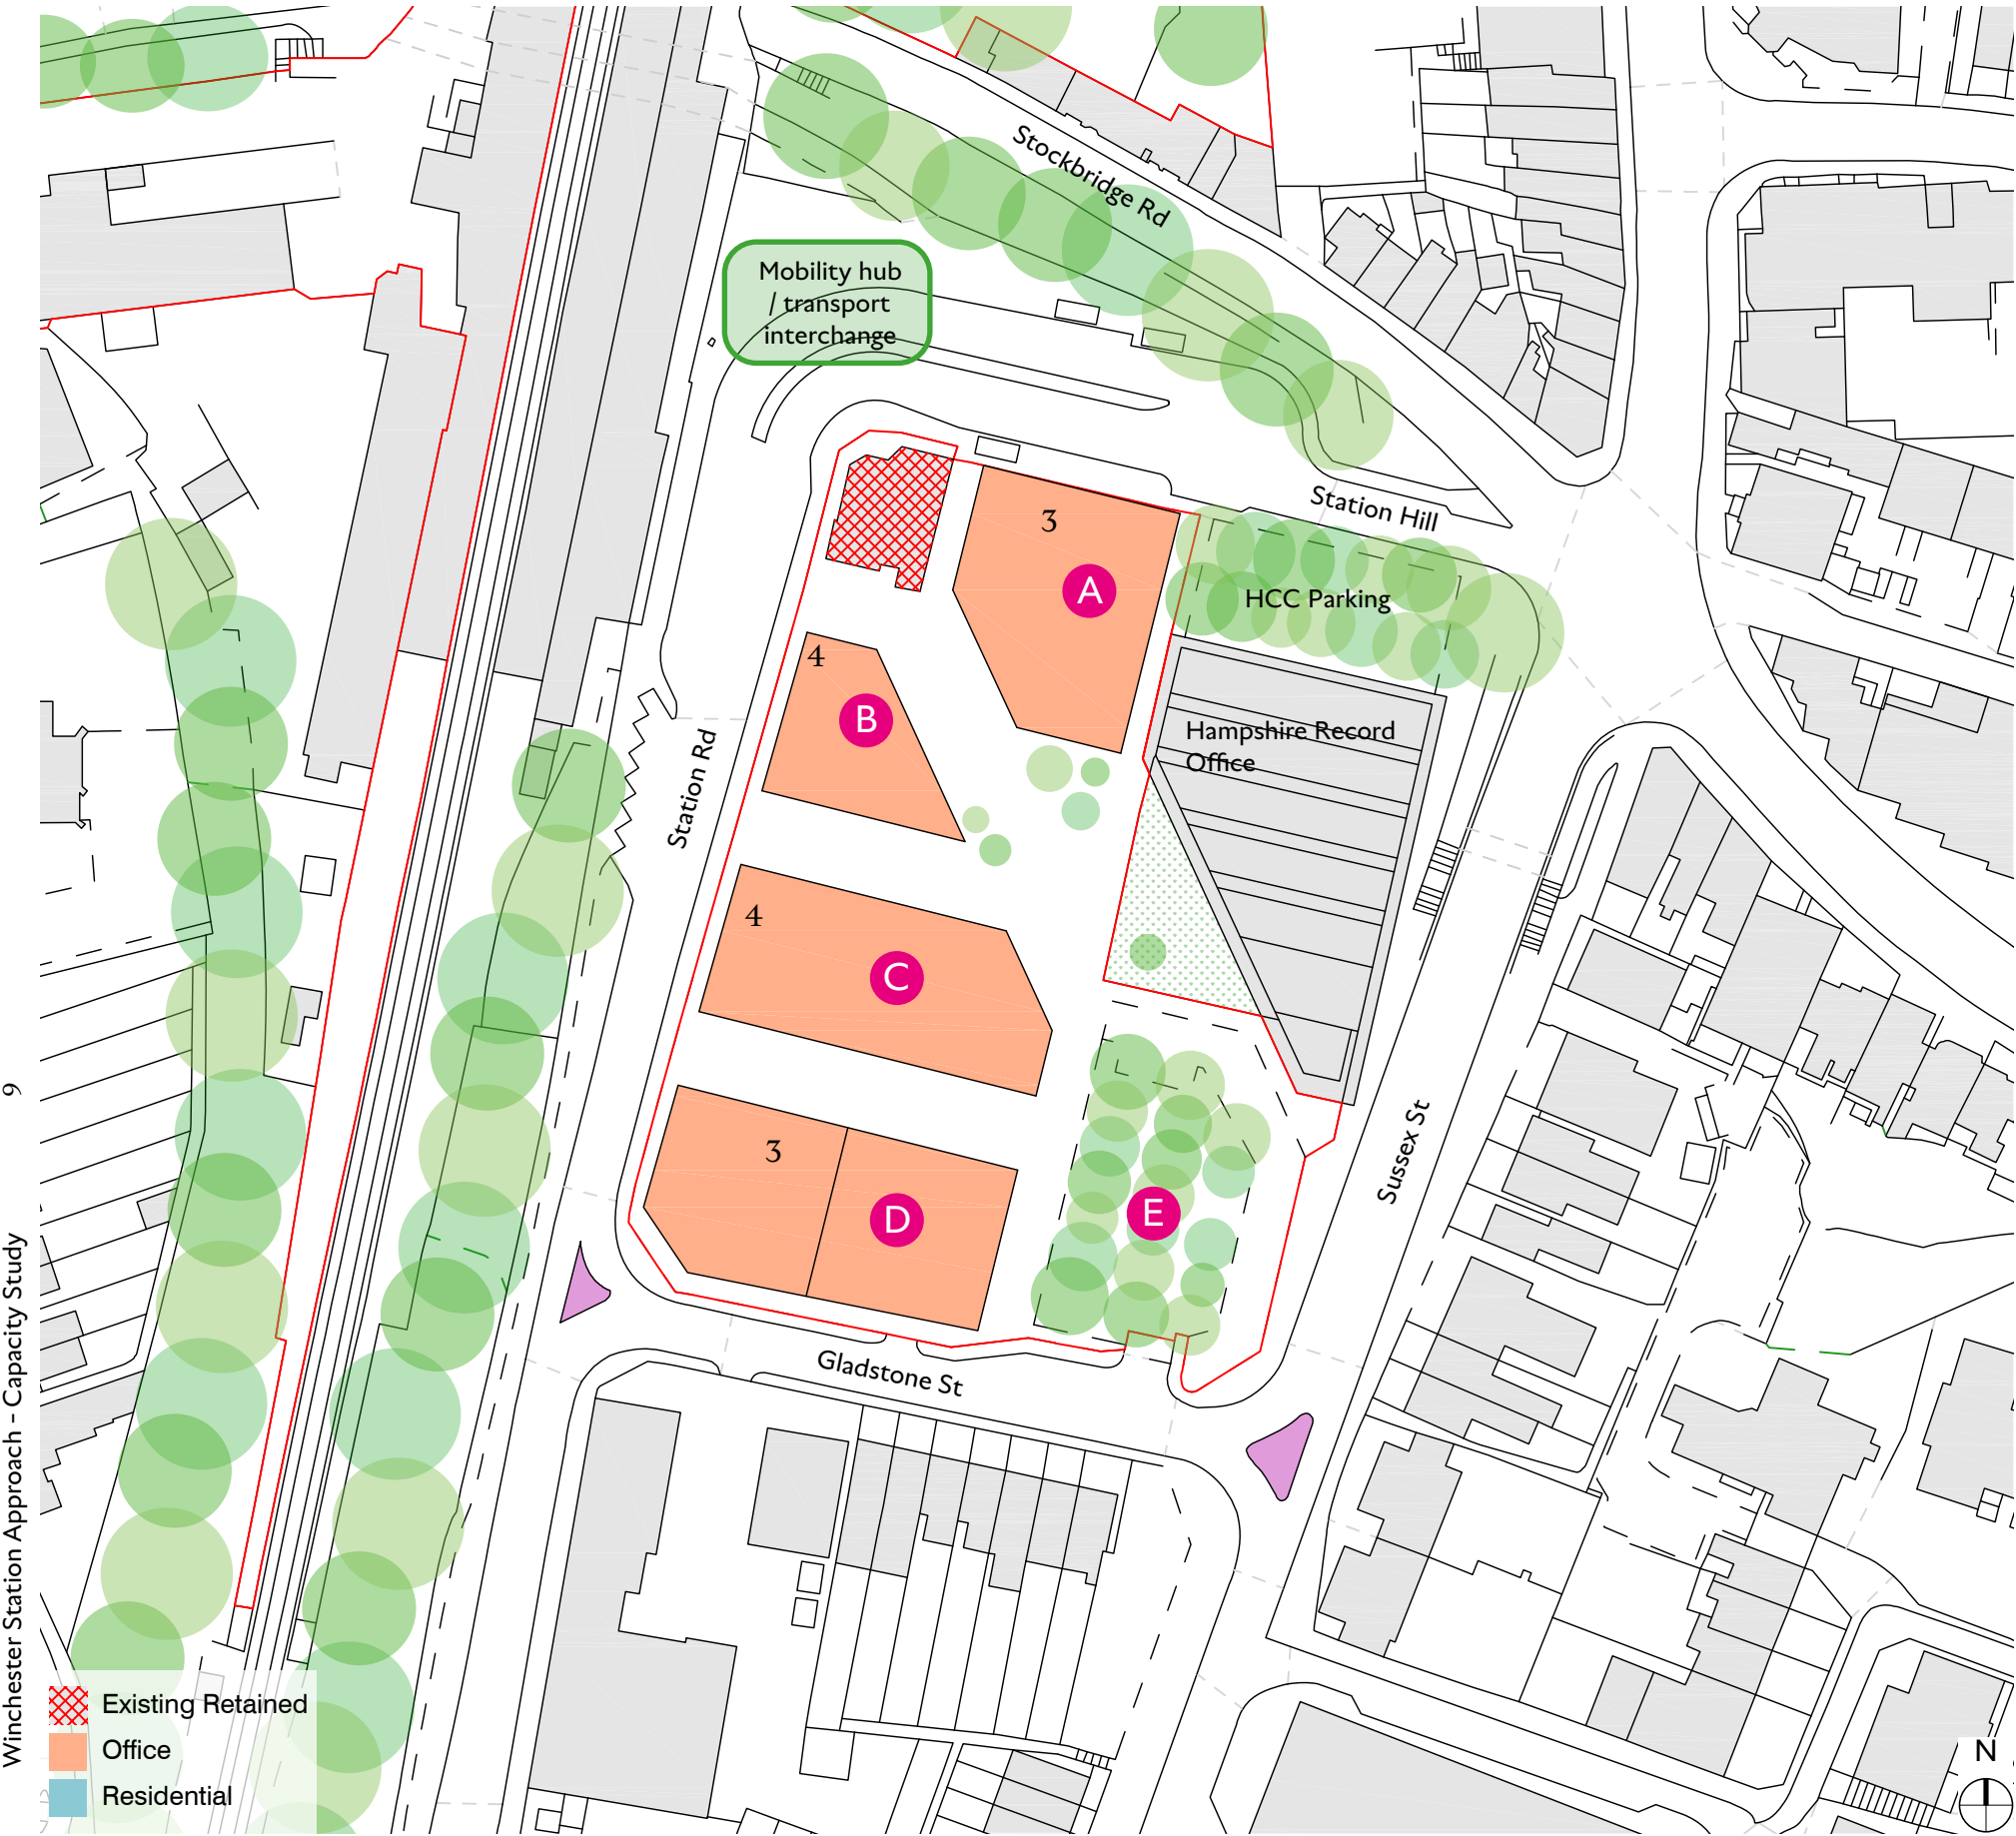 Stockbridge Rd
Mobility hub
/ transport
interchange
Station Hill
3
A
HCC Parking
4
B
Hampshire Record
Office
Station Rd
4
C
3
D
E
Sussex St
Gladstone St
Winchester Station Approach - Capacity Study 9
Existing Retained
Office
Residential
N